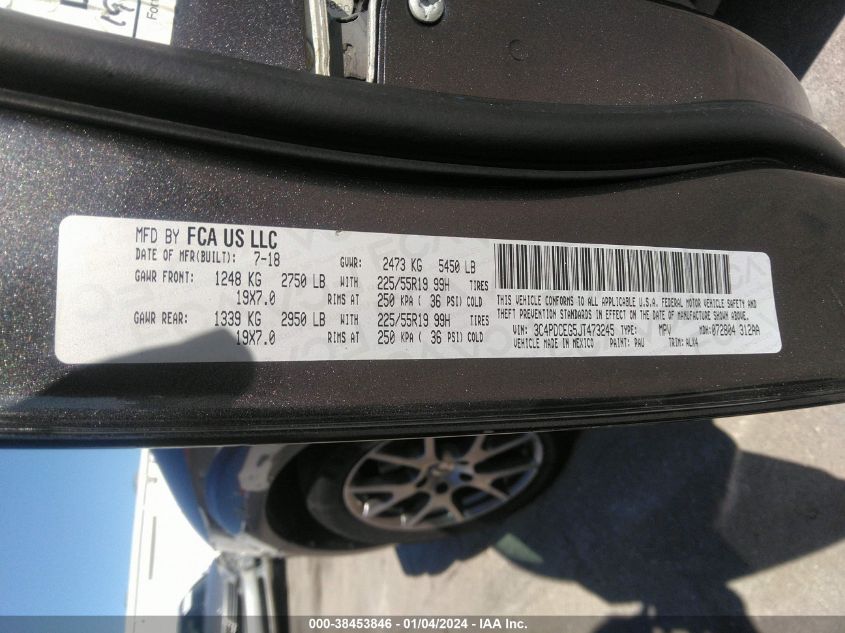 For
MFD BY FCA US LLC
DATE OF MFR(BUILT): 7-18 GVWR: 2473 KG 5450 LB
GAWR FRONT: 1248 KG 2750 LB WITH 225/55R19 99H TIRES
19X7.0 RIMS AT 250 KPA ( 36 PSI) COLD
GAWR REAR: 1339 KG 2950 LB WITH 225/55R19 99H TIRES
19X7.0 RIMS AT 250 KPA ( 36 PSI) COLD
THIS VEHICLE CONFORMS TO ALL APPLICABLE U.S.A. FEDERAL MOTOR VEHICLE SAFETY AND
THEFT PREVENTION STANDARDS IN EFFECT ON THE DATE OF MANUFACTURE SHOWN ABOVE.
VIN: 3C4PDCEG5JT473245 TYPE: MPV MDH:072804 312AA
VEHICLE MADE IN MEXICO PAINT: PAU TRIM: ALX4
000-38453846 - 01/04/2024 - IAA Inc.